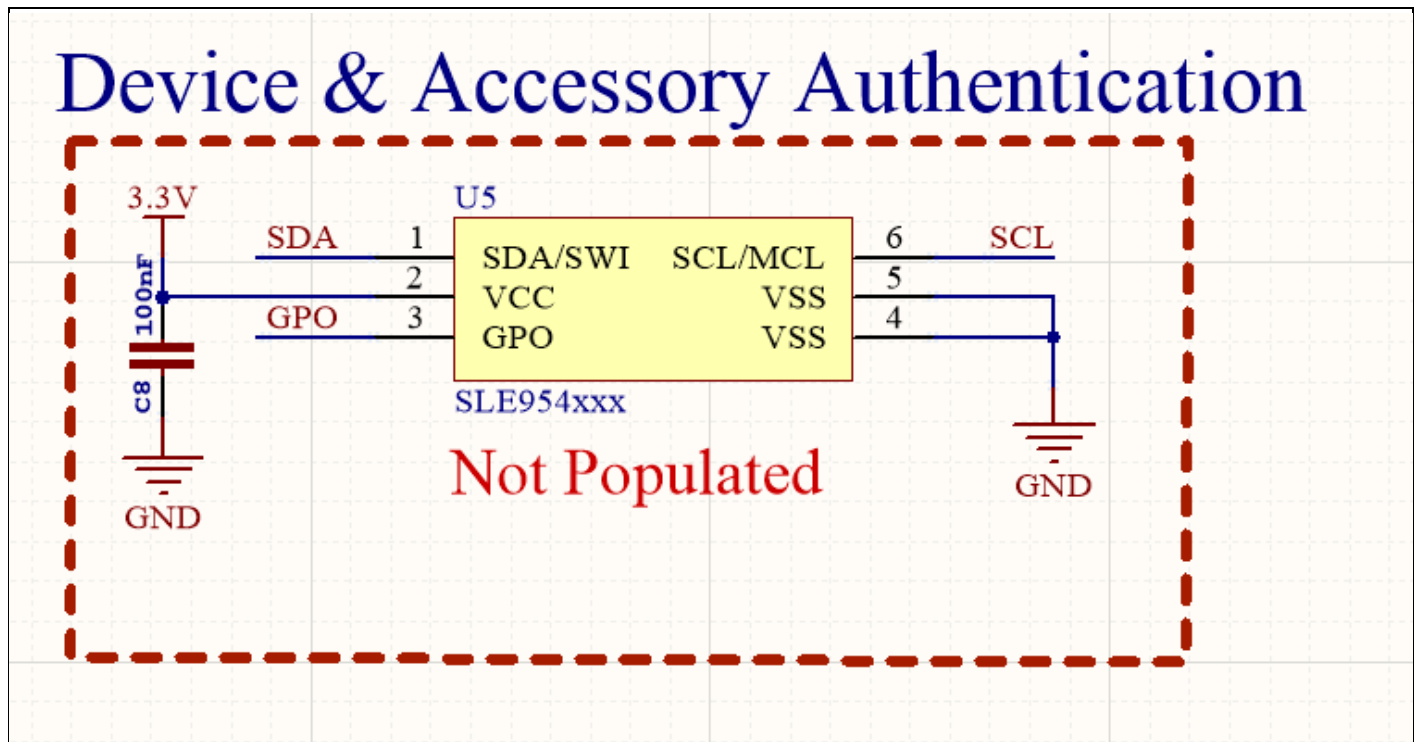 Device & Accessory Authentication
3.3V
U5
SDA 1 SDA/SWI SCL/MCL 6 SCL
2 VCC VSS 5
GPO 3 GPO VSS 4
100nF
C8
SLE954xxx
Not Populated
GND
GND